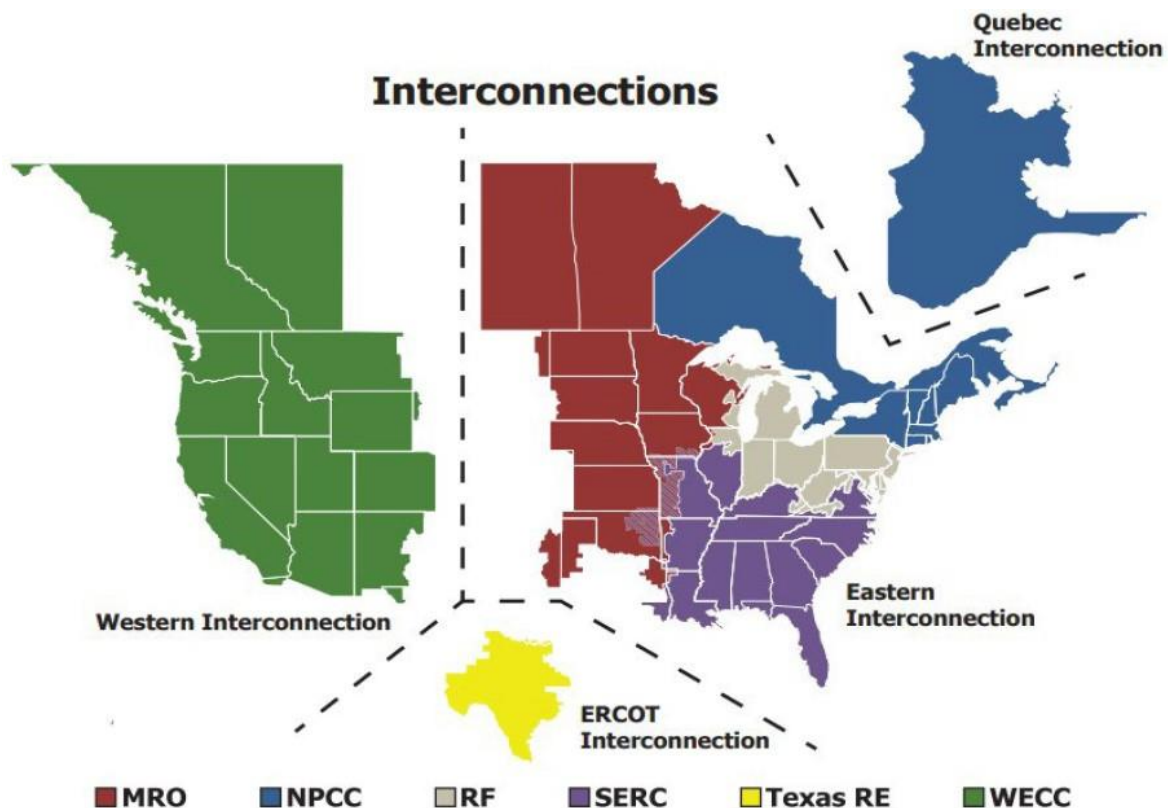 Quebec
Interconnection
Interconnections
Western Interconnection
Eastern
Interconnection
ERCOT
Interconnection
MRO NPCC RF SERC Texas RE WECC